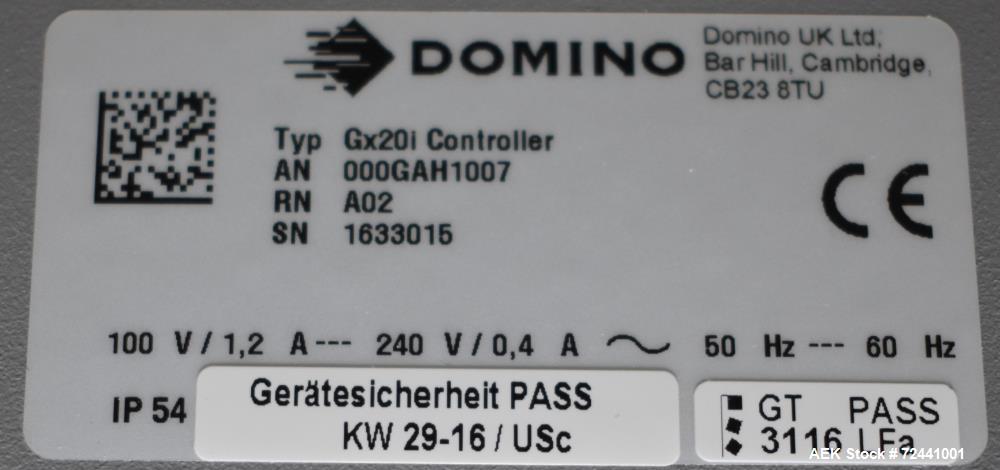 DOMINO
Domino UK Ltd,
Bar Hill, Cambridge,
CB23 8TU
Typ Gx20i Controller
AN 000GAH1007
RN A02
SN 1633015
CE
100 V / 1,2 A --- 240 V / 0,4 A ~ 50 Hz --- 60 Hz
IP 54
Gerätesicherheit PASS
KW 29-16 / USc
GT PASS
3116 LFa
AEK Stock # 72441001